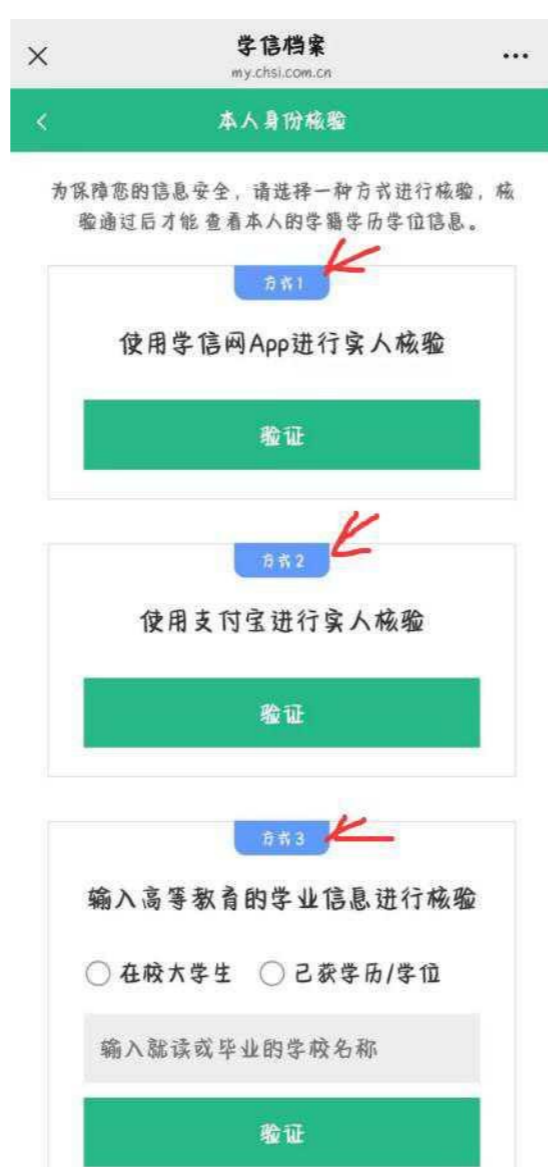 学信档案
my.chsi.com.cn
本人身份核验
为保障您的信息安全，请选择一种方式进行核验，核
验通过后才能查看本人的学籍学历学位信息。
方式1
使用学信网App进行实人核验
验证
方式2
使用支付宝进行实人核验
验证
方式3
输入高等教育的学业信息进行核验
在校大学生 已获学历/学位
输入就读或毕业的学校名称
验证